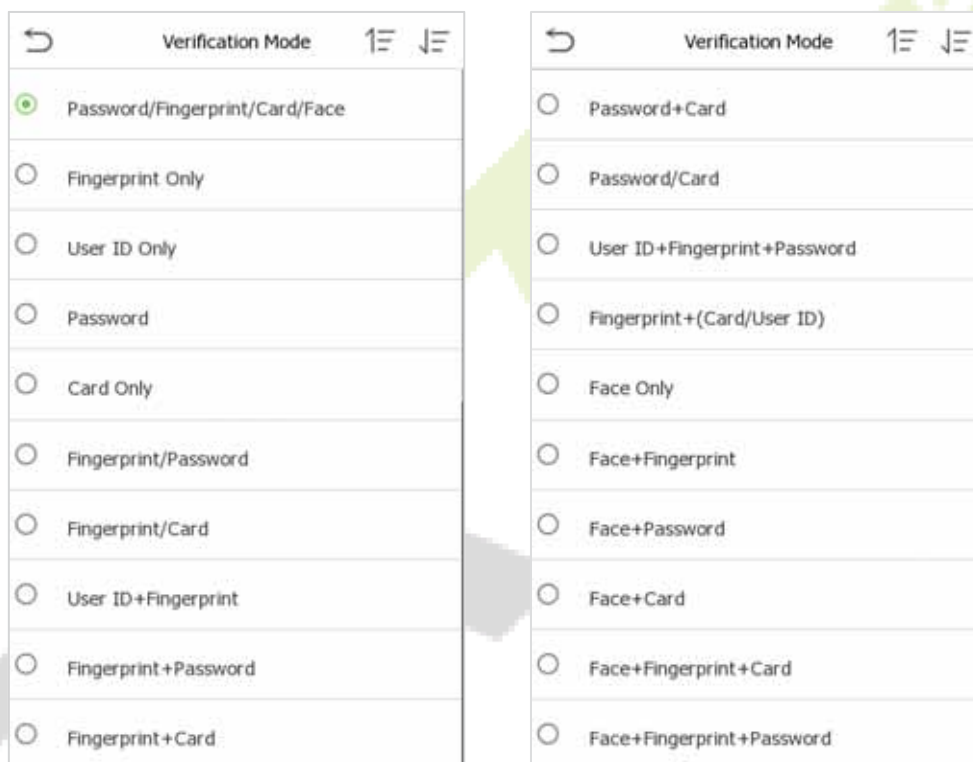 Verification Mode
Password/Fingerprint/Card/Face
Fingerprint Only
User ID Only
Password
Card Only
Fingerprint/Password
Fingerprint/Card
User ID+Fingerprint
Fingerprint+Password
Fingerprint+Card
Verification Mode
Password+Card
Password/Card
User ID+Fingerprint+Password
Fingerprint+(Card/User ID)
Face Only
Face+Fingerprint
Face+Password
Face+Card
Face+Fingerprint+Card
Face+Fingerprint+Password